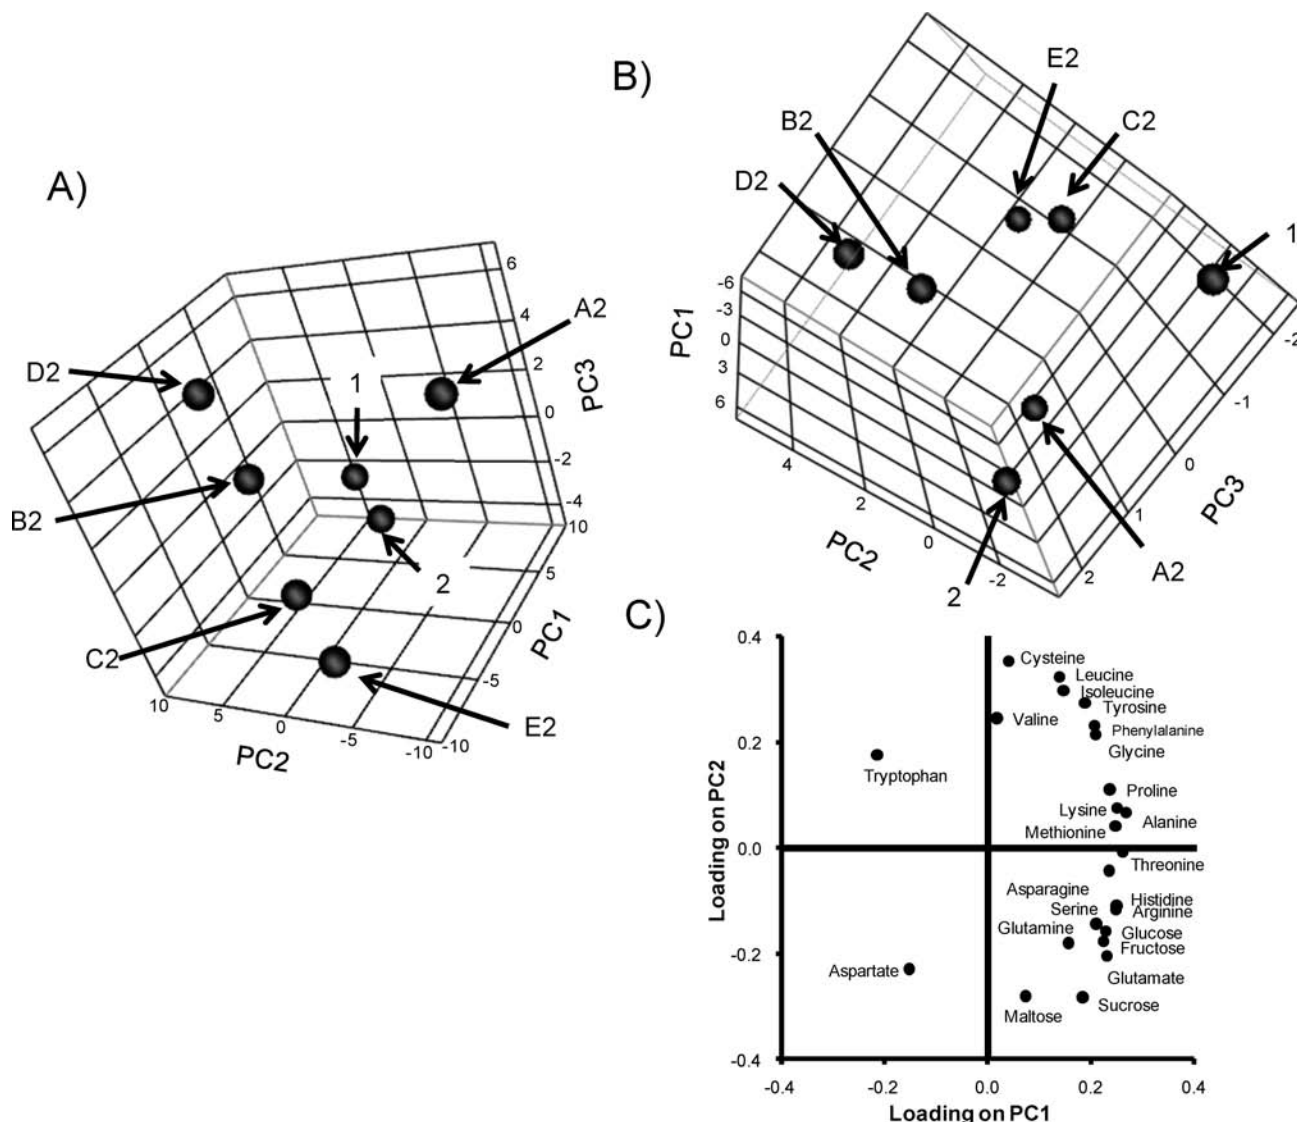 A)
D2
B2
C2
E2
A2
1
2
6
4
2
0
-2
-4
PC3
10
5
0
-5
-10
PC1
10
5
0
-5
-10
PC2
B)
E2
B2
C2
D2
1
2
A2
-6
-3
0
3
6
PC1
4
2
0
-2
PC2
-2
-1
0
1
2
PC3
C)
0.4
0.2
0.0
-0.2
-0.4
Loading on PC2
Cysteine
Leucine
Isoleucine
Tyrosine
Valine
Phenylalanine
Glycine
Tryptophan
Proline
Lysine
Alanine
Methionine
Threonine
Asparagine
Histidine
Serine
Arginine
Glutamine
Glucose
Fructose
Aspartate
Glutamate
Maltose
Sucrose
-0.4
-0.2
0.0
0.2
0.4
Loading on PC1